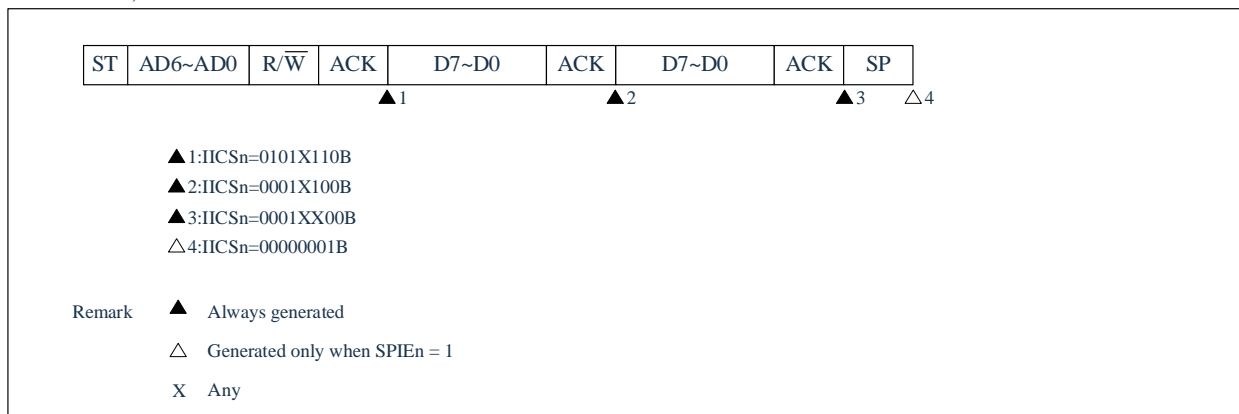 ST AD6~AD0 R/W̅ ACK D7~D0 ACK D7~D0 ACK SP
▲1 ▲2 ▲3 △4
▲1:IICSn=0101X110B
▲2:IICSn=0001X100B
▲3:IICSn=0001XX00B
△4:IICSn=00000001B
Remark ▲ Always generated
△ Generated only when SPIEn = 1
X Any